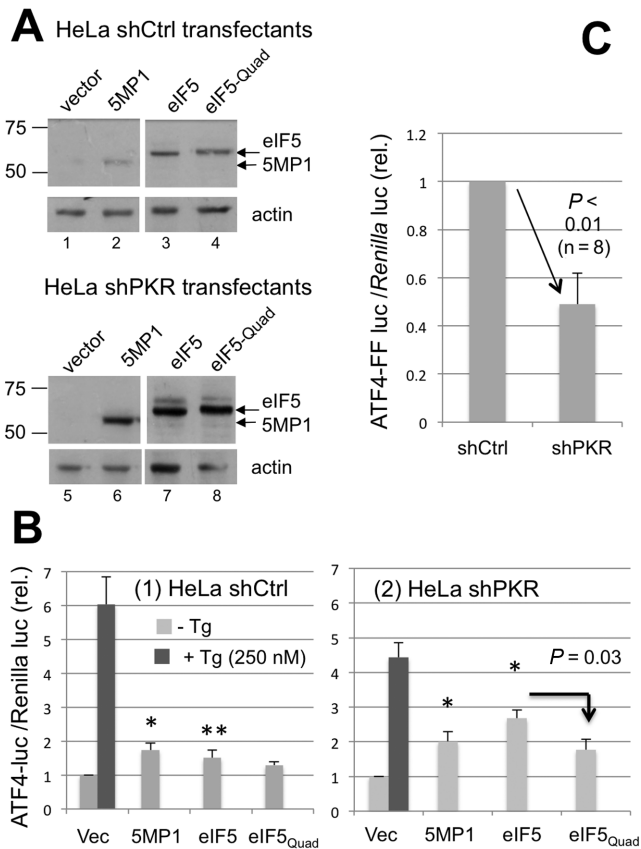 A
HeLa shCtrl transfectants
vector
5MP1
eIF5
eIF5-Quad
75
50
eIF5
5MP1
actin
1 2 3 4
HeLa shPKR transfectants
vector
5MP1
eIF5
eIF5-Quad
75
50
eIF5
5MP1
actin
5 6 7 8
C
ATF4-FF luc /Renilla luc (rel.)
1.2
1
0.8
0.6
0.4
0.2
0
P <
0.01
(n = 8)
shCtrl shPKR
B
ATF4-luc /Renilla luc (rel.)
7
6
5
4
3
2
1
0
(1) HeLa shCtrl
- Tg
+ Tg (250 nM)
*
**
Vec 5MP1 eIF5 eIF5Quad
7
6
5
4
3
2
1
0
(2) HeLa shPKR
*
*
P = 0.03
Vec 5MP1 eIF5 eIF5Quad